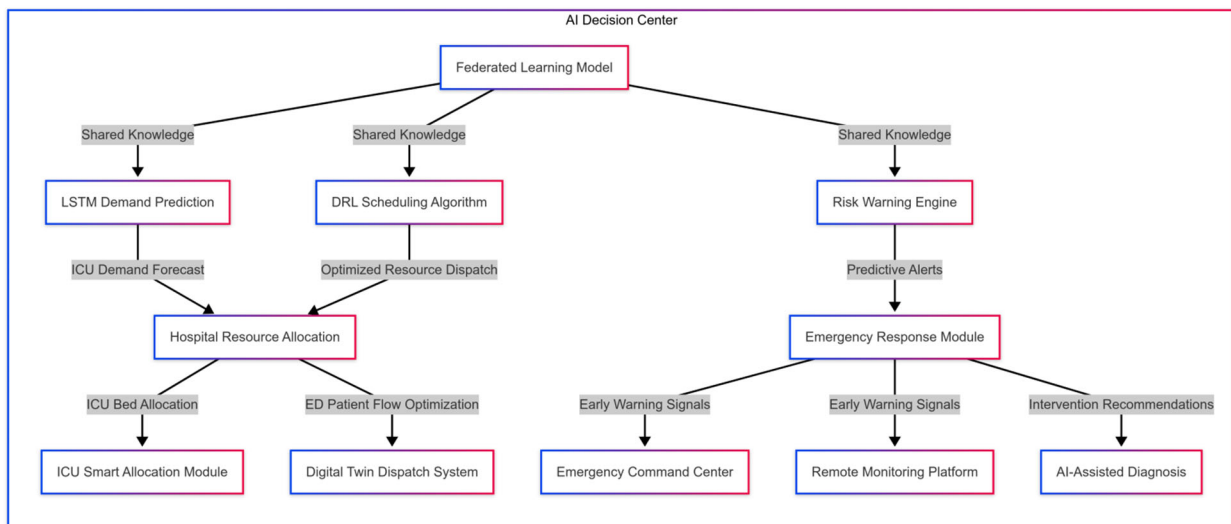 AI Decision Center
Federated Learning Model
Shared Knowledge
Shared Knowledge
Shared Knowledge
LSTM Demand Prediction
DRL Scheduling Algorithm
Risk Warning Engine
ICU Demand Forecast
Optimized Resource Dispatch
Predictive Alerts
Hospital Resource Allocation
Emergency Response Module
ICU Bed Allocation
ED Patient Flow Optimization
Early Warning Signals
Early Warning Signals
Intervention Recommendations
ICU Smart Allocation Module
Digital Twin Dispatch System
Emergency Command Center
Remote Monitoring Platform
AI-Assisted Diagnosis